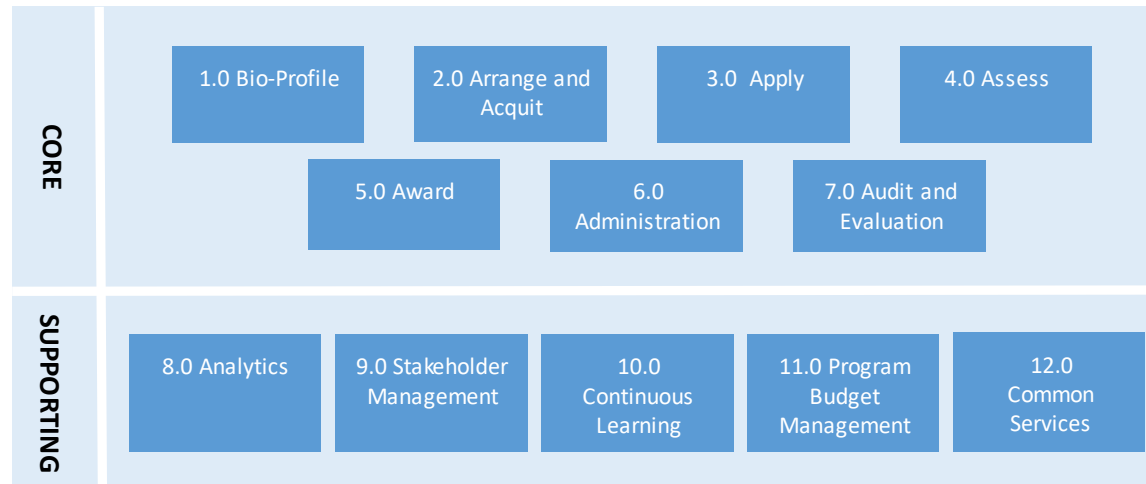 CORE
1.0 Bio-Profile
2.0 Arrange and
Acquit
3.0 Apply
4.0 Assess
5.0 Award
6.0
Administration
7.0 Audit and
Evaluation
SUPPORTING
8.0 Analytics
9.0 Stakeholder
Management
10.0
Continuous
Learning
11.0 Program
Budget
Management
12.0
Common
Services